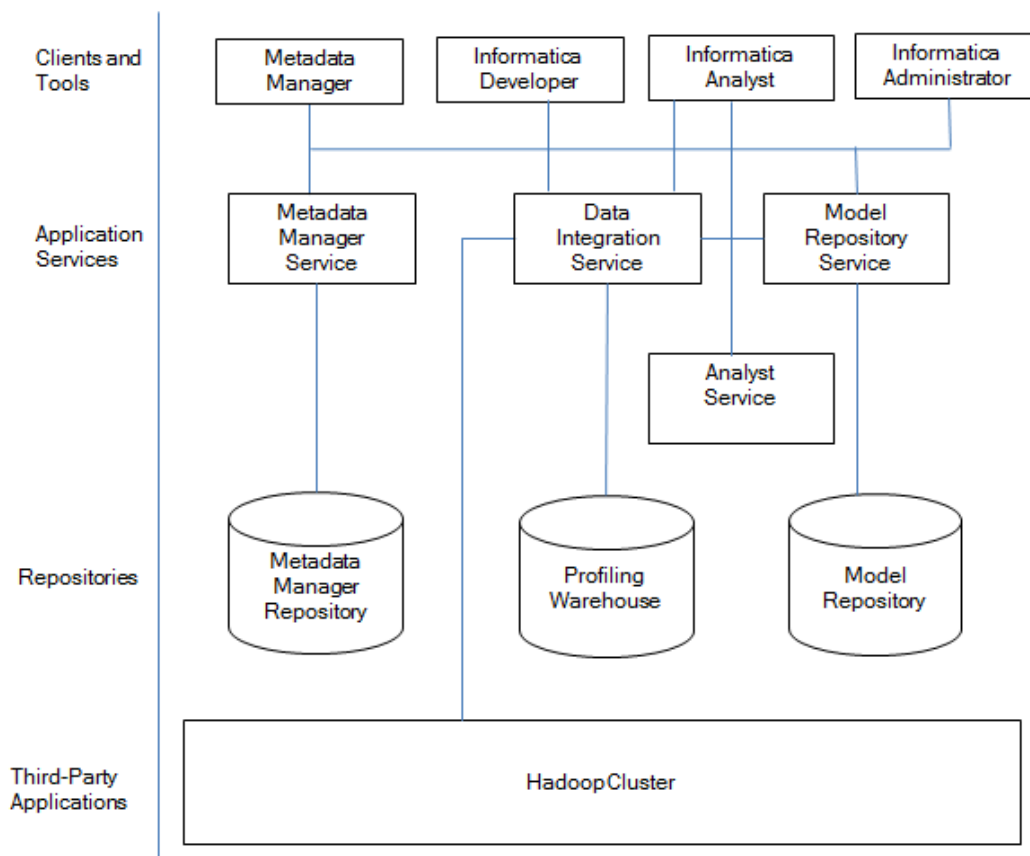 Clients and
Tools
Metadata
Manager
Informatica
Developer
Informatica
Analyst
Informatica
Administrator
Application
Services
Metadata
Manager
Service
Data
Integration
Service
Model
Repository
Service
Analyst
Service
Repositories
Metadata
Manager
Repository
Profiling
Warehouse
Model
Repository
Third-Party
Applications
Hadoop Cluster